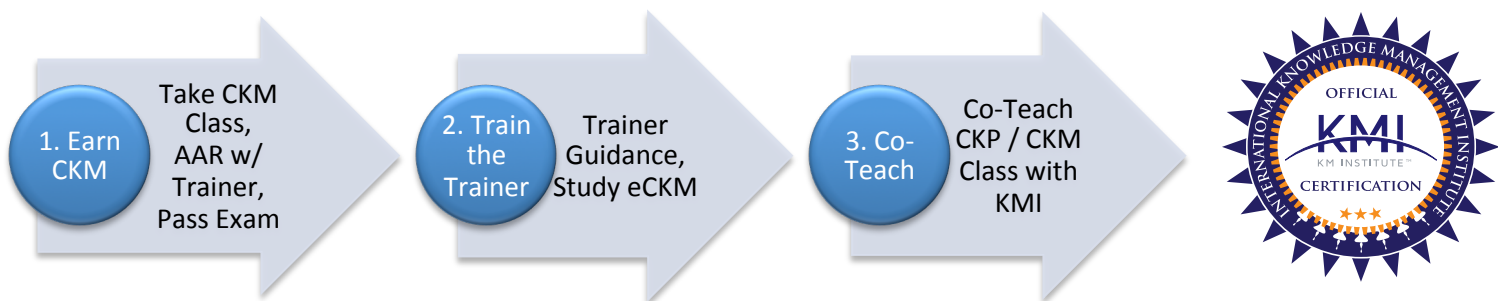 1. Earn
CKM
Take CKM
Class,
AAR w/
Trainer,
Pass Exam
2. Train
the
Trainer
Trainer
Guidance,
Study eCKM
3. Co-
Teach
Co-Teach
CKP / CKM
Class with
KMI
INTERNATIONAL KNOWLEDGE MANAGEMENT INSTITUTE
OFFICIAL
KMI
KM INSTITUTE™
CERTIFICATION